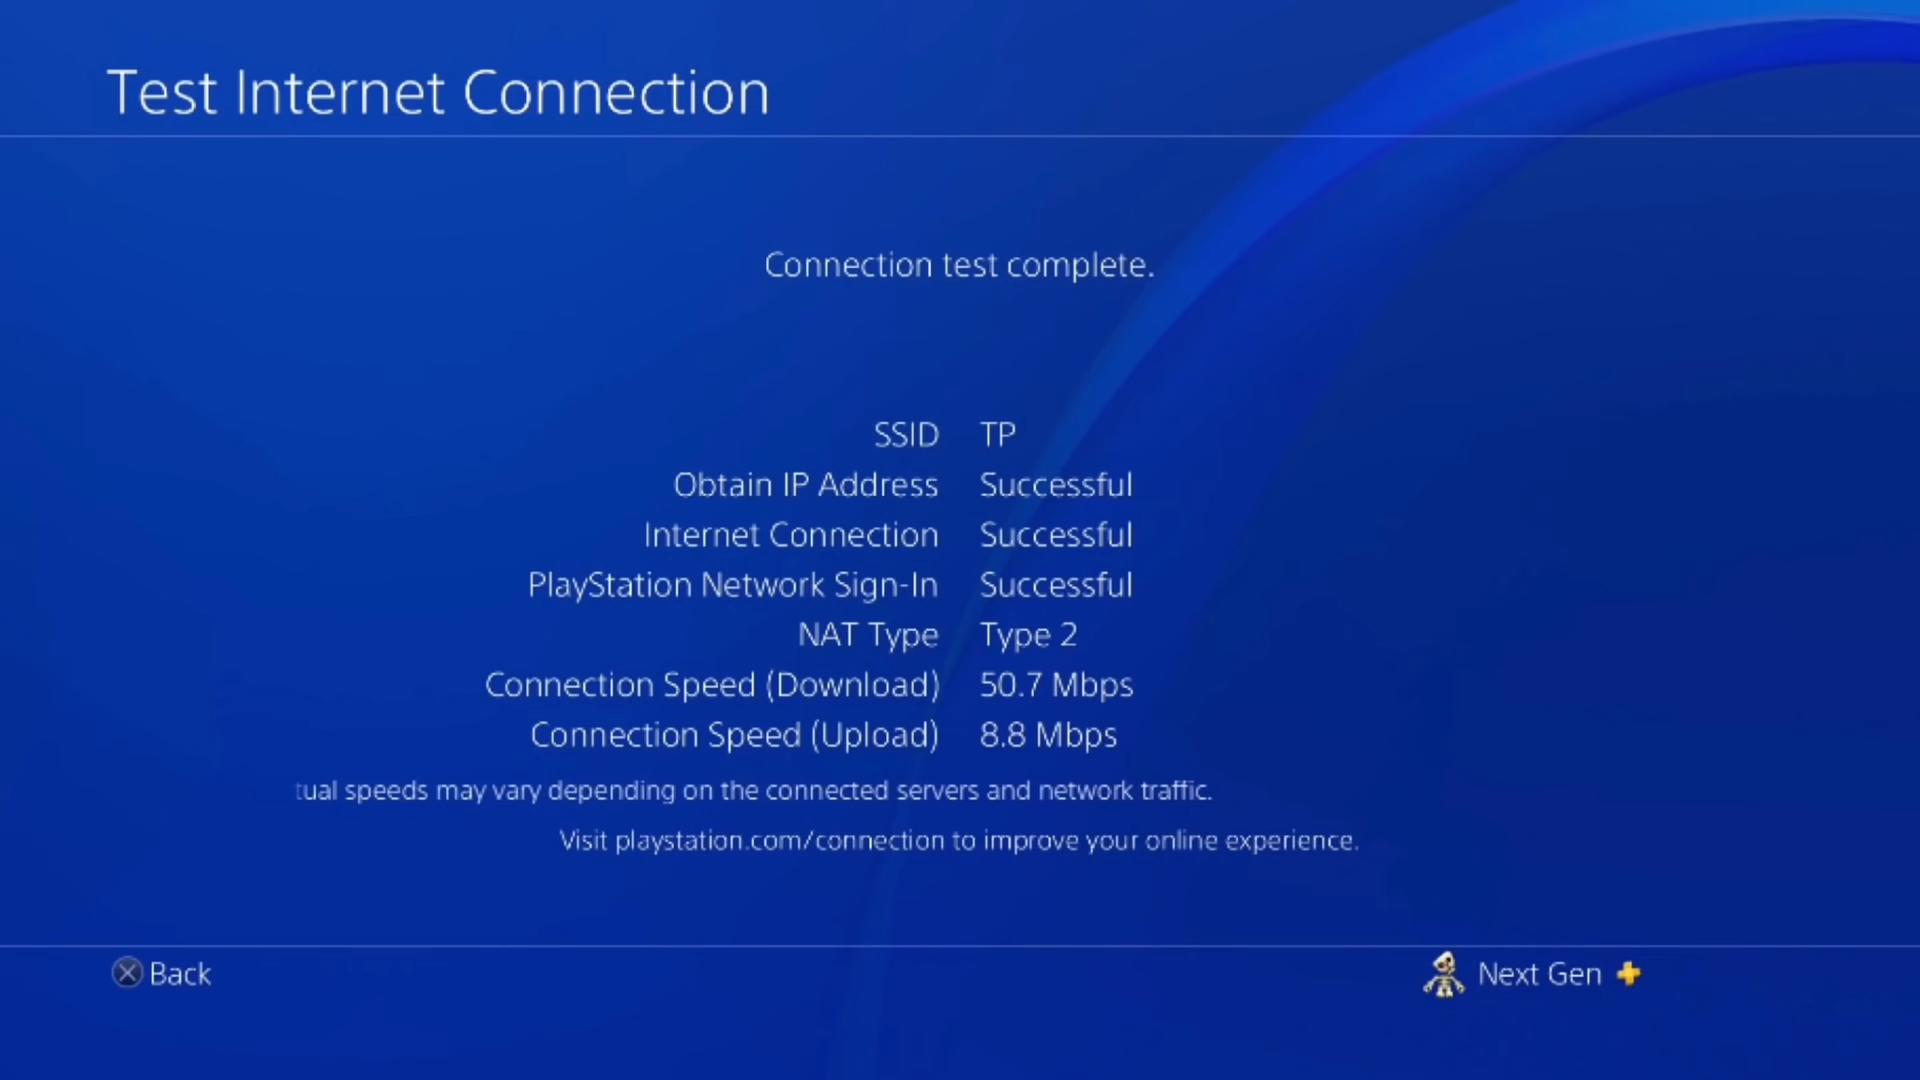 Test Internet Connection
Connection test complete.
SSID TP
Obtain IP Address Successful
Internet Connection Successful
PlayStation Network Sign-In Successful
NAT Type Type 2
Connection Speed (Download) 50.7 Mbps
Connection Speed (Upload) 8.8 Mbps
tual speeds may vary depending on the connected servers and network traffic.
Visit playstation.com/connection to improve your online experience.
Back
Next Gen